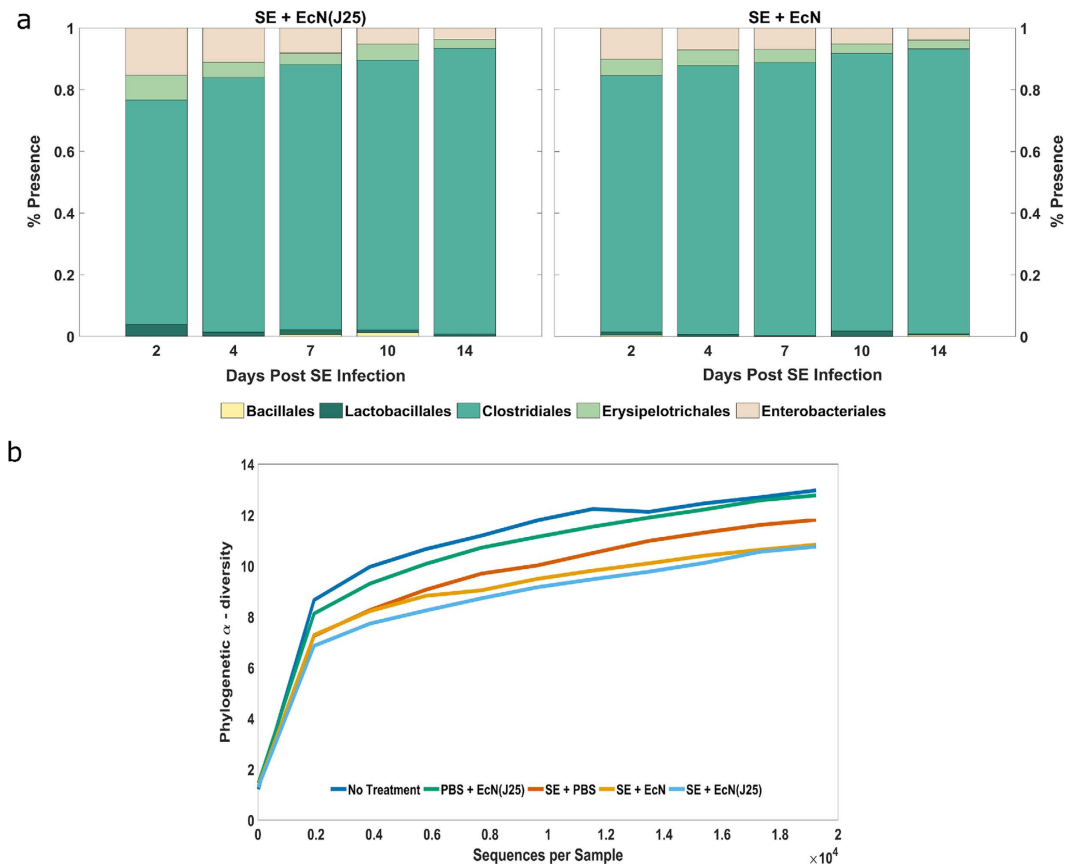 a
SE + EcN(J25)
SE + EcN
1
0.8
0.6
0.4
0.2
0
% Presence
2 4 7 10 14
Days Post SE Infection
1
0.8
0.6
0.4
0.2
0
% Presence
2 4 7 10 14
Days Post SE Infection
Bacillales Lactobacillales Clostridiales Erysipelotrichales Enterobacteriales
b
14
12
10
8
6
4
2
0
Phylogenetic α - diversity
No Treatment PBS + EcN(J25) SE + PBS SE + EcN SE + EcN(J25)
0 0.2 0.4 0.6 0.8 1 1.2 1.4 1.6 1.8 2
×10⁴
Sequences per Sample